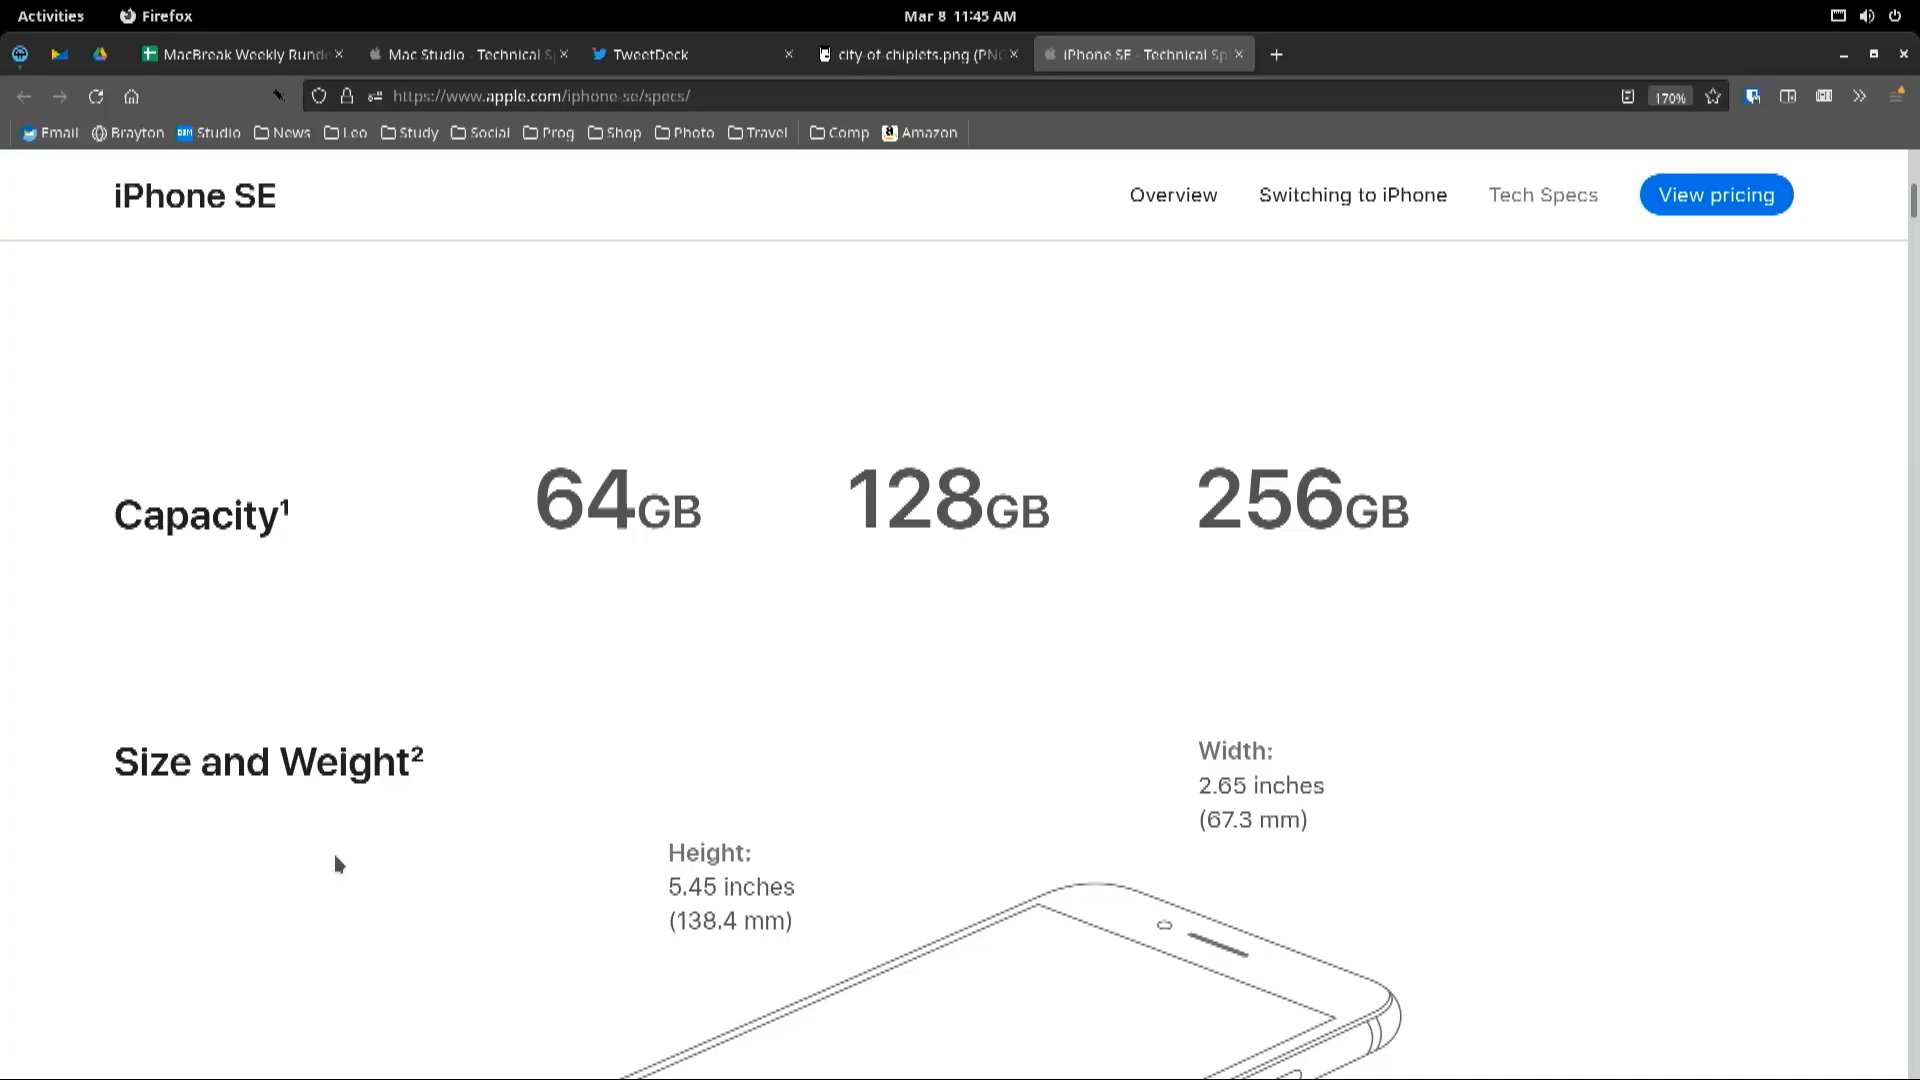 Activities Firefox Mar 8 11:45 AM
MacBreak Weekly Rund Mac Studio - Technical S TweetDeck city-of-chiplets.png (PNG iPhone SE - Technical Sp
https://www.apple.com/iphone-se/specs/ 170%
Email Brayton Studio News Leo Study Social Prog Shop Photo Travel Comp Amazon
iPhone SE Overview Switching to iPhone Tech Specs View pricing
Capacity¹ 64GB 128GB 256GB
Size and Weight²
Width:
2.65 inches
(67.3 mm)
Height:
5.45 inches
(138.4 mm)